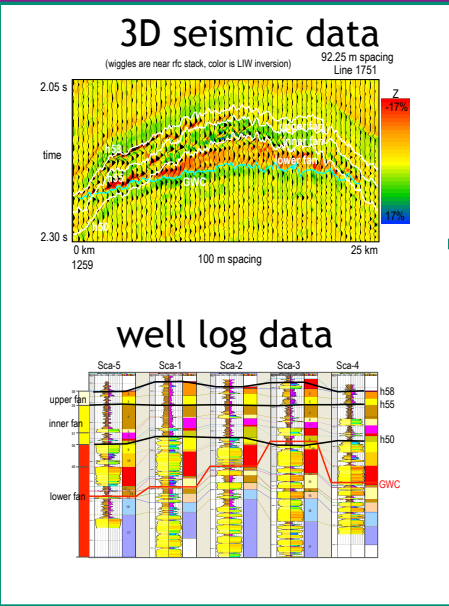 3D seismic data
(wiggles are near rfc stack, color is LIW inversion)
92.25 m spacing
Line 1751
2.05 s
Z
-17%
h58
h55
time
lower fan
GWC
17%
h50
2.30 s
0 km
25 km
1259
100 m spacing
well log data
Sca-5 Sca-1 Sca-2 Sca-3 Sca-4
h58
upper fan
h55
inner fan
h50
GWC
lower fan